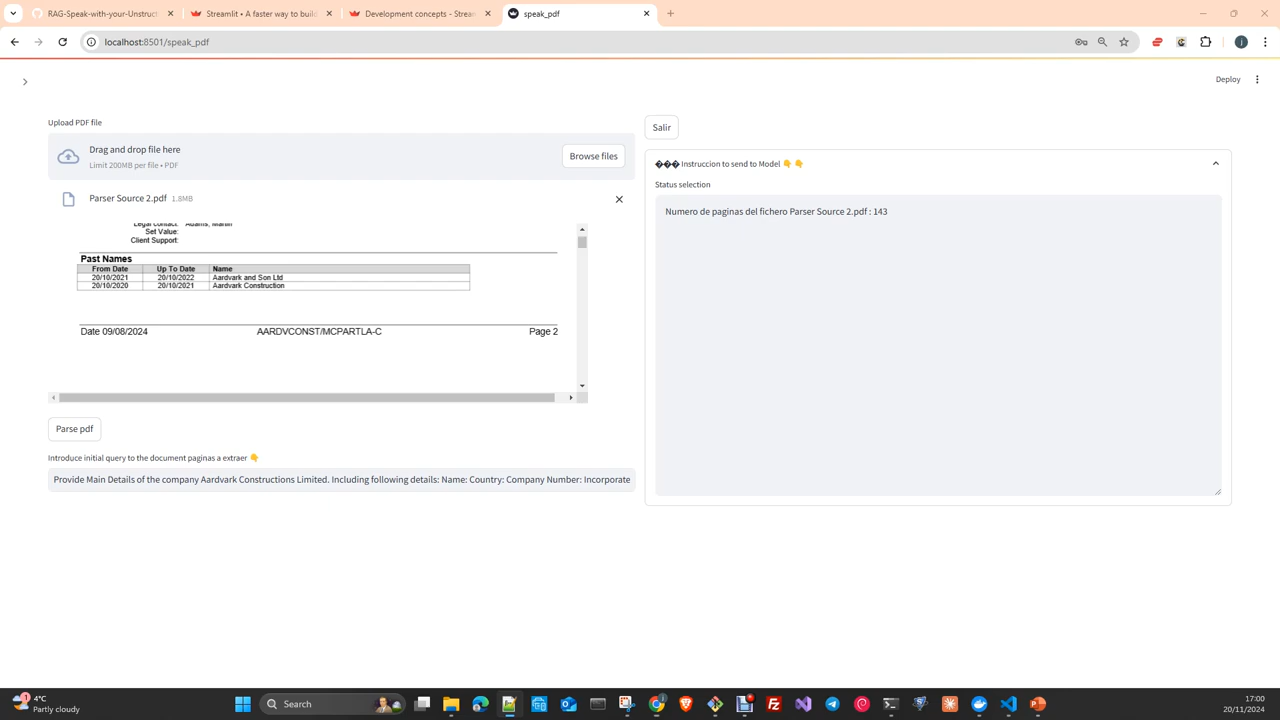 RAG-Speak-with-your-Unstruct
Streamlit • A faster way to build
Development concepts - Stream
speak_pdf
localhost:8501/speak_pdf
Deploy
Upload PDF file
Drag and drop file here
Limit 200MB per file • PDF
Browse files
Parser Source 2.pdf 1.8MB
Legal Contact: Adams, Martin
Set Value:
Client Support:
Past Names
From Date Up To Date Name
20/10/2021 20/10/2022 Aardvark and Son Ltd
20/10/2020 20/10/2021 Aardvark Construction
Date 09/08/2024 AARDVCONST/MCPARTLA-C Page 2
Parse pdf
Introduce initial query to the document paginas a extraer 👇
Provide Main Details of the company Aardvark Constructions Limited. Including following details: Name: Country: Company Number: Incorporate
Salir
��� Instruccion to send to Model 👇 👇
Status selection
Numero de paginas del fichero Parser Source 2.pdf : 143
1
4°C
Partly cloudy
Search
17:00
20/11/2024